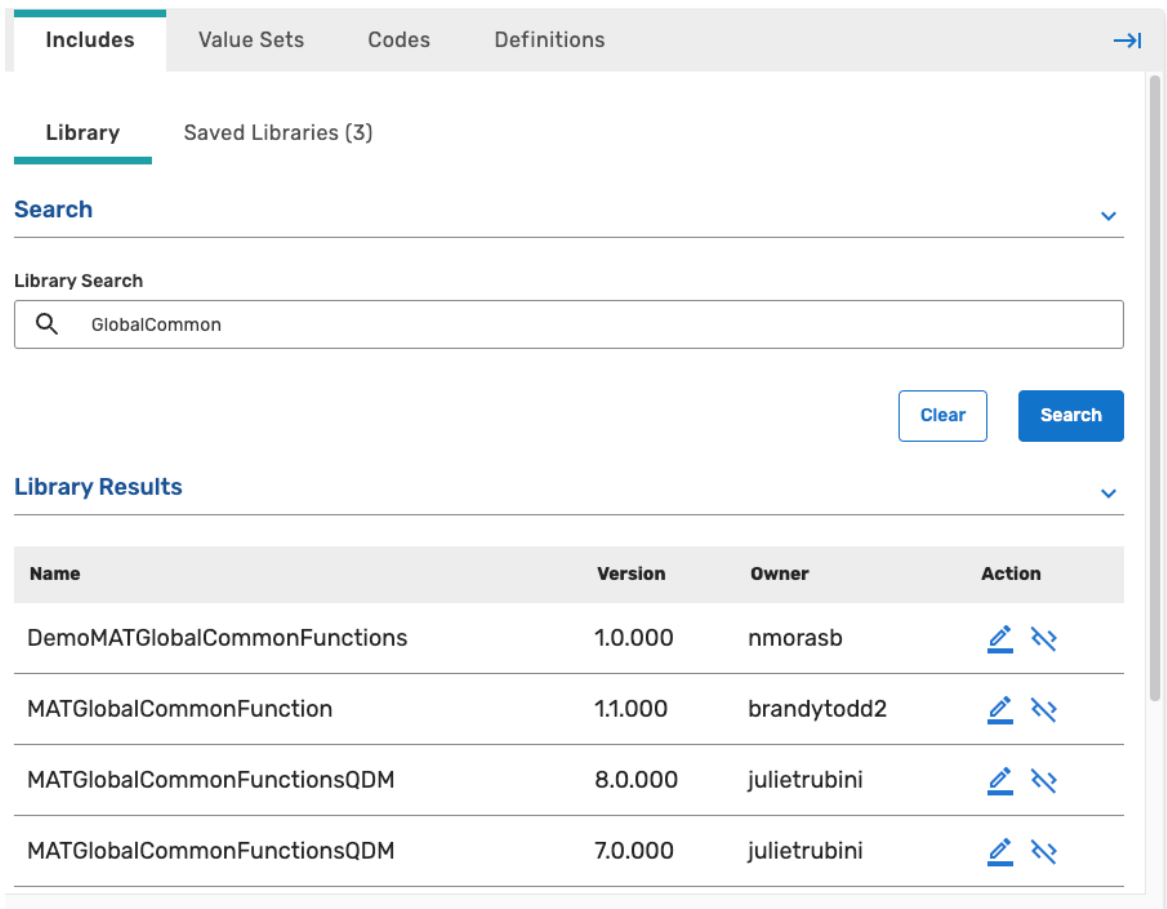 Includes Value Sets Codes Definitions
Library Saved Libraries (3)
Search
Library Search
GlobalCommon
Clear Search
Library Results
Name Version Owner Action
DemoMATGlobalCommonFunctions 1.0.000 nmorasb
MATGlobalCommonFunction 1.1.000 brandytodd2
MATGlobalCommonFunctionsQDM 8.0.000 julietrubini
MATGlobalCommonFunctionsQDM 7.0.000 julietrubini